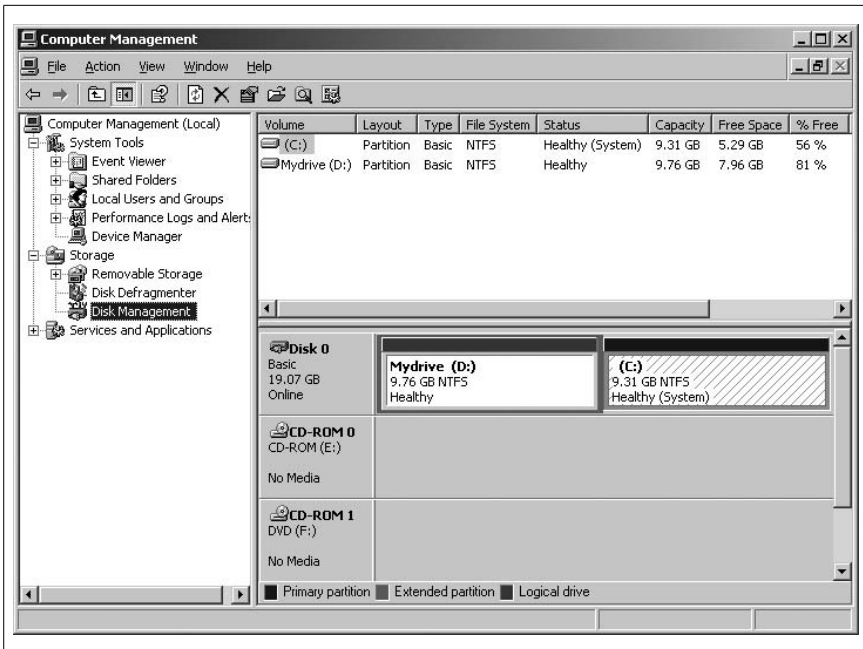 Computer Management
File Action View Window Help
Computer Management (Local)
System Tools
Event Viewer
Shared Folders
Local Users and Groups
Performance Logs and Alerts
Device Manager
Storage
Removable Storage
Disk Defragmenter
Disk Management
Services and Applications
Volume Layout Type File System Status Capacity Free Space % Free
(C:) Partition Basic NTFS Healthy (System) 9.31 GB 5.29 GB 56 %
Mydrive (D:) Partition Basic NTFS Healthy 9.76 GB 7.96 GB 81 %
Disk 0
Basic
19.07 GB
Online
Mydrive (D:)
9.76 GB NTFS
Healthy
(C:)
9.31 GB NTFS
Healthy (System)
CD-ROM 0
CD-ROM (E:)
No Media
CD-ROM 1
DVD (F:)
No Media
Primary partition Extended partition Logical drive